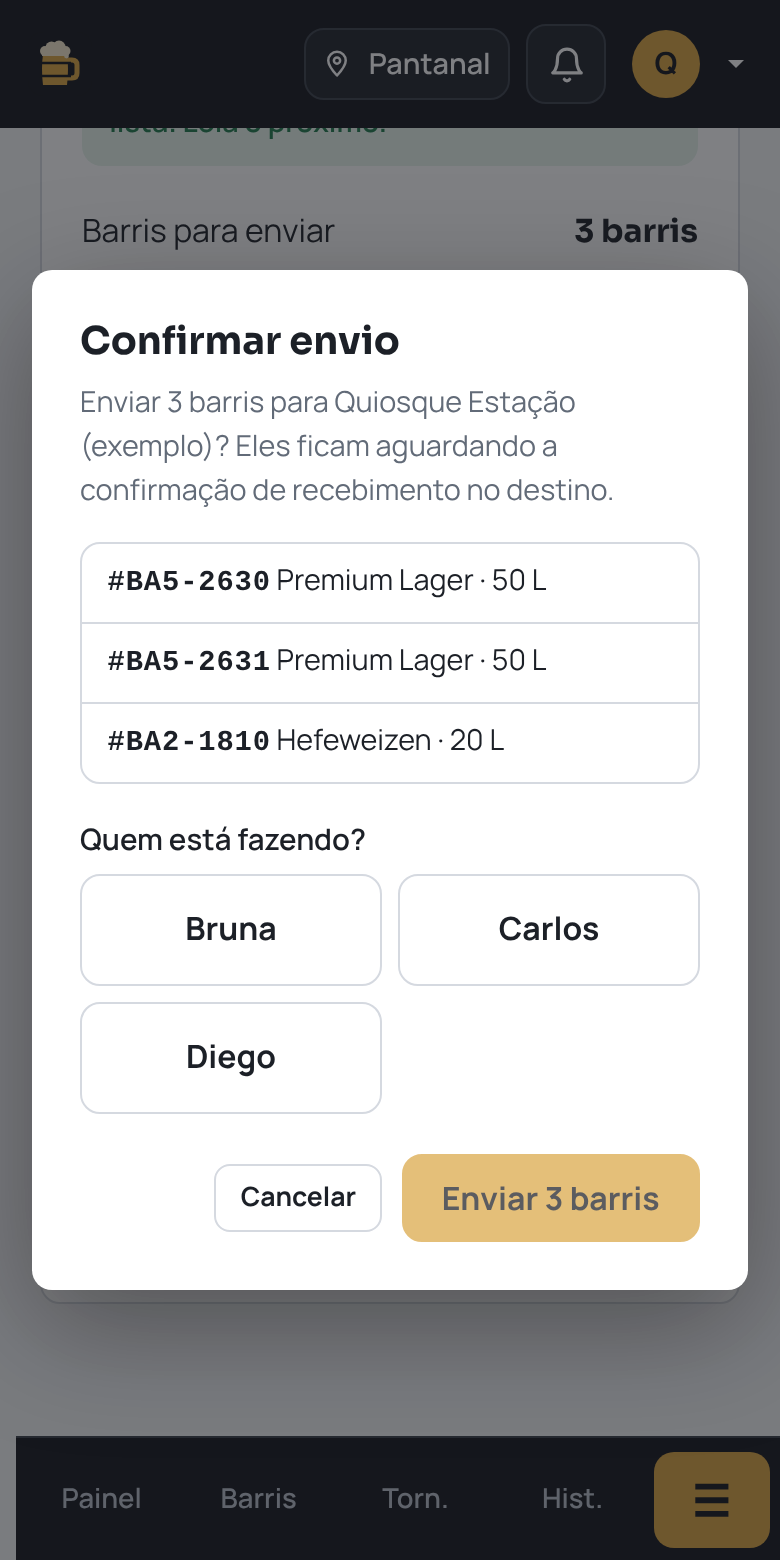 Pantanal
Q
Barris para enviar
3 barris
Confirmar envio
Enviar 3 barris para Quiosque Estação
(exemplo)? Eles ficam aguardando a
confirmação de recebimento no destino.
#BA5-2630 Premium Lager · 50 L
#BA5-2631 Premium Lager · 50 L
#BA2-1810 Hefeweizen · 20 L
Quem está fazendo?
Bruna
Carlos
Diego
Cancelar
Enviar 3 barris
Painel
Barris
Torn.
Hist.